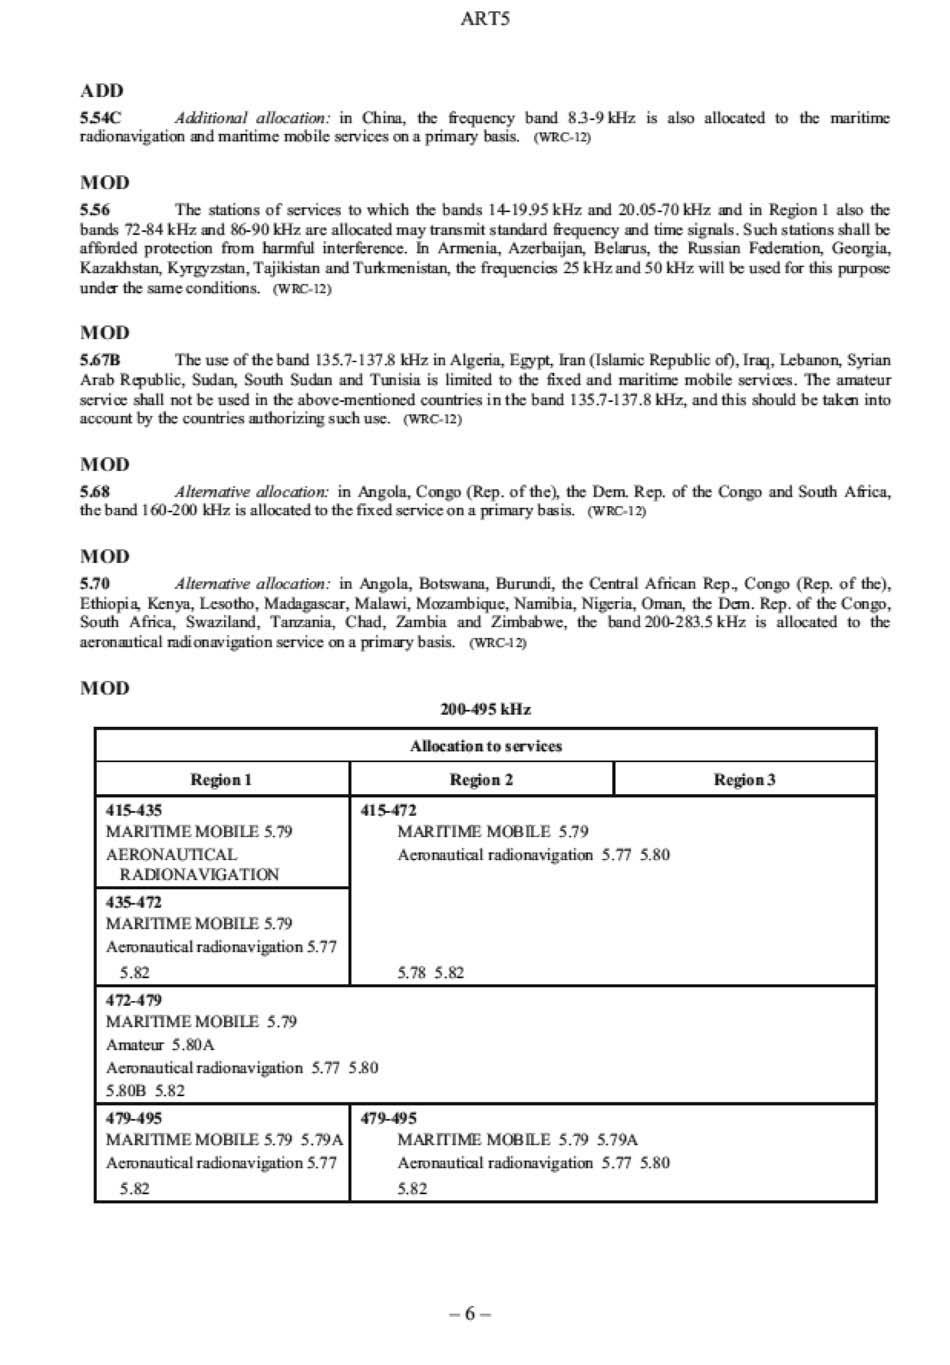 ART5
ADD
5.54C Additional allocation: in China, the frequency band 8.3-9 kHz is also allocated to the maritime
radionavigation and maritime mobile services on a primary basis. (WRC-12)
MOD
5.56 The stations of services to which the bands 14-19.95 kHz and 20.05-70 kHz and in Region 1 also the
bands 72-84 kHz and 86-90 kHz are allocated may transmit standard frequency and time signals. Such stations shall be
afforded protection from harmful interference. In Armenia, Azerbaijan, Belarus, the Russian Federation, Georgia,
Kazakhstan, Kyrgyzstan, Tajikistan and Turkmenistan, the frequencies 25 kHz and 50 kHz will be used for this purpose
under the same conditions. (WRC-12)
MOD
5.67B The use of the band 135.7-137.8 kHz in Algeria, Egypt, Iran (Islamic Republic of), Iraq, Lebanon, Syrian
Arab Republic, Sudan, South Sudan and Tunisia is limited to the fixed and maritime mobile services. The amateur
service shall not be used in the above-mentioned countries in the band 135.7-137.8 kHz, and this should be taken into
account by the countries authorizing such use. (WRC-12)
MOD
5.68 Alternative allocation: in Angola, Congo (Rep. of the), the Dem. Rep. of the Congo and South Africa,
the band 160-200 kHz is allocated to the fixed service on a primary basis. (WRC-12)
MOD
5.70 Alternative allocation: in Angola, Botswana, Burundi, the Central African Rep., Congo (Rep. of the),
Ethiopia, Kenya, Lesotho, Madagascar, Malawi, Mozambique, Namibia, Nigeria, Oman, the Dem. Rep. of the Congo,
South Africa, Swaziland, Tanzania, Chad, Zambia and Zimbabwe, the band 200-283.5 kHz is allocated to the
aeronautical radionavigation service on a primary basis. (WRC-12)
MOD
200-495 kHz
Allocation to services
Region 1 Region 2 Region 3
415-435
MARITIME MOBILE 5.79
AERONAUTICAL
RADIONAVIGATION
435-472
MARITIME MOBILE 5.79
Aeronautical radionavigation 5.77
5.82
415-472
MARITIME MOBILE 5.79
Aeronautical radionavigation 5.77 5.80
5.78 5.82
472-479
MARITIME MOBILE 5.79
Amateur 5.80A
Aeronautical radionavigation 5.77 5.80
5.80B 5.82
479-495
MARITIME MOBILE 5.79 5.79A
Aeronautical radionavigation 5.77
5.82
479-495
MARITIME MOBILE 5.79 5.79A
Aeronautical radionavigation 5.77 5.80
5.82
– 6 –